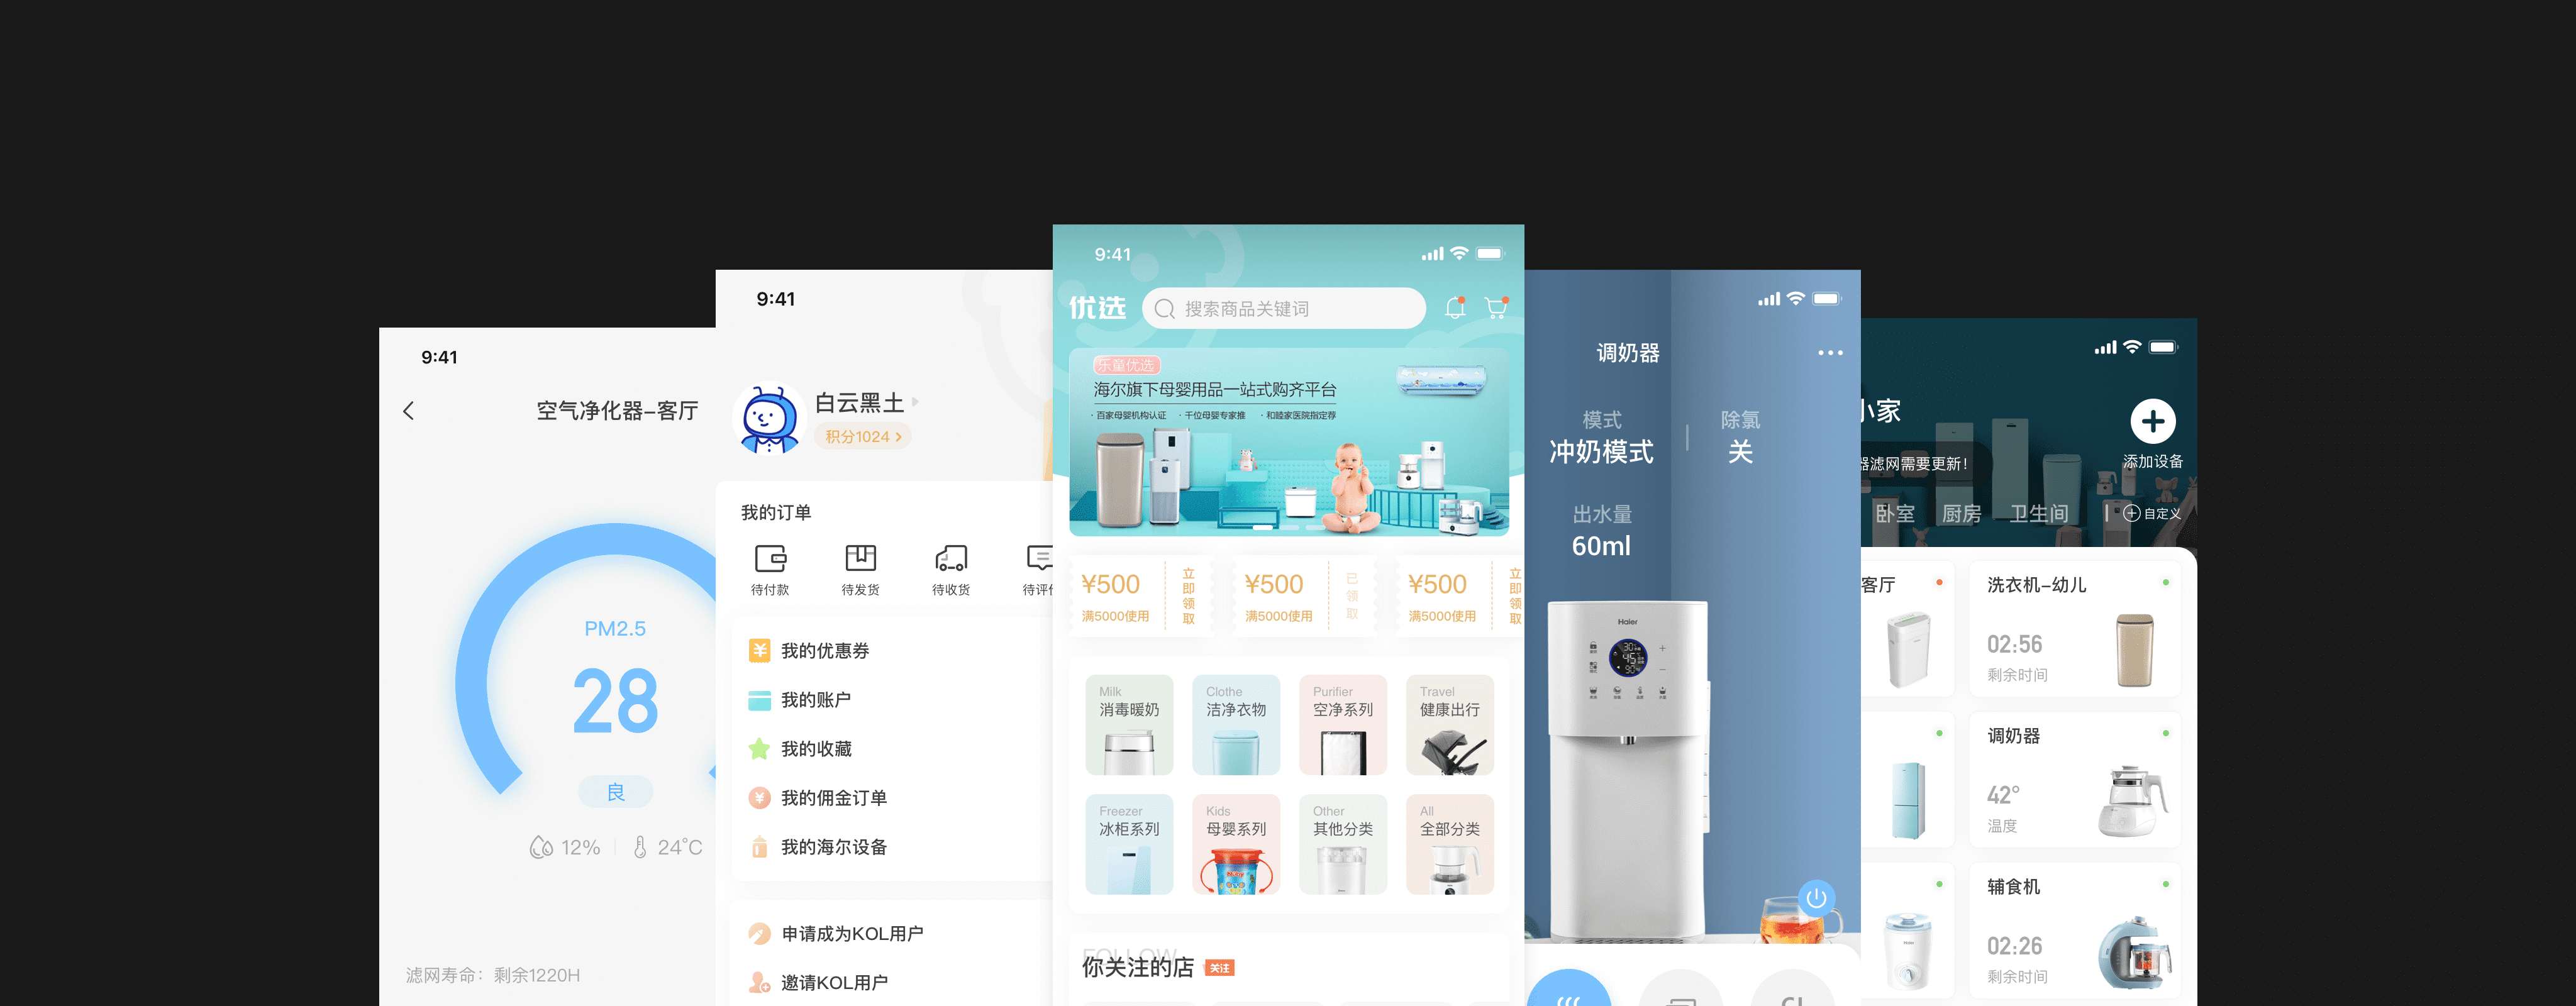 9:41
空气净化器-客厅
PM2.5
28
良
12%
24°C
滤网寿命：剩余1220H
9:41
白云黑土
积分1024
我的订单
待付款
待发货
待收货
待评
我的优惠券
我的账户
我的收藏
我的佣金订单
我的海尔设备
申请成为KOL用户
邀请KOL用户
9:41
优选
搜索商品关键词
乐童优选
海尔旗下母婴用品一站式购齐平台
· 百家母婴机构认证 · 千位母婴专家推 · 和睦家医院指定荐
¥500
满5000使用
立即领取
¥500
满5000使用
已领取
¥500
满5000使用
立即领取
Milk
消毒暖奶
Clothe
洁净衣物
Purifier
空净系列
Travel
健康出行
Freezer
冰柜系列
Kids
母婴系列
Other
其他分类
All
全部分类
FOLLOW
你关注的店
关注
调奶器
模式
冲奶模式
除氯
关
出水量
60ml
Haier
小家
器滤网需要更新！
添加设备
卧室
厨房
卫生间
自定义
客厅
洗衣机-幼儿
02:56
剩余时间
调奶器
42°
温度
辅食机
02:26
剩余时间